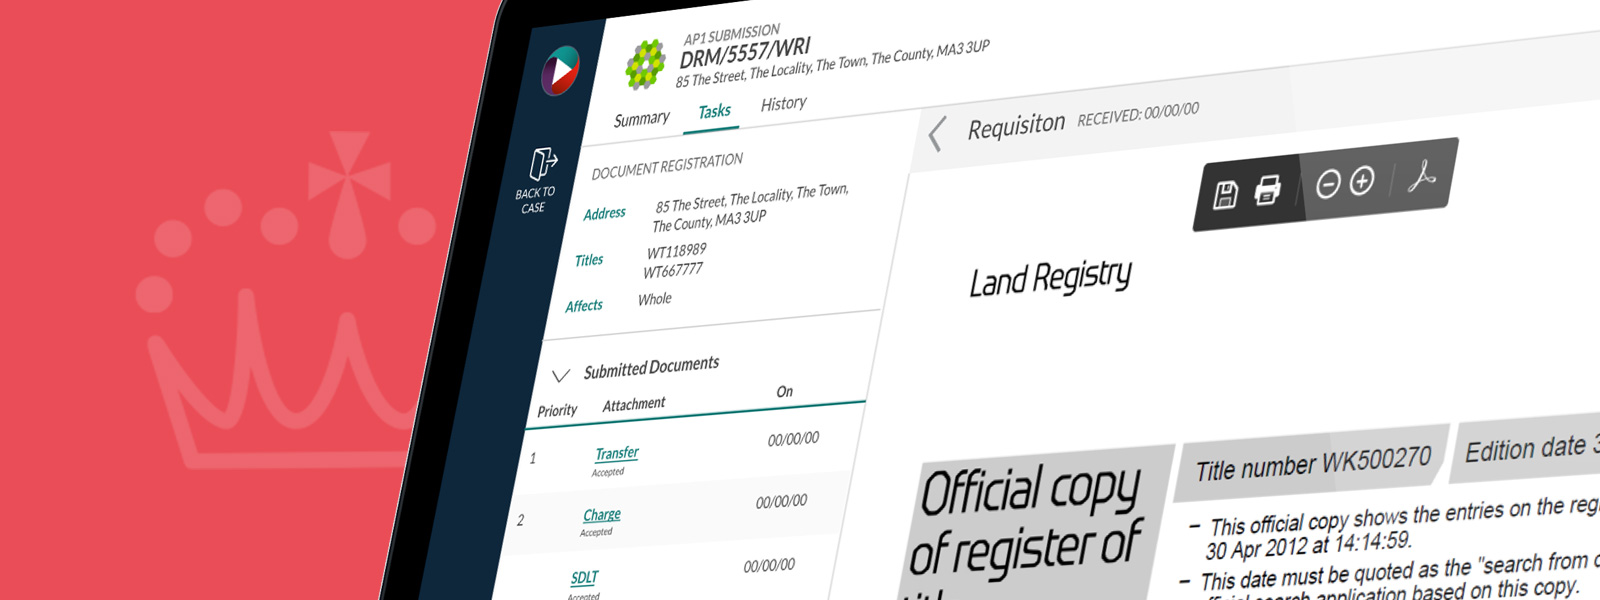 AP1 SUBMISSION
DRM/5557/WRI
85 The Street, The Locality, The Town, The County, MA3 3UP
Summary Tasks History
BACK TO
CASE
DOCUMENT REGISTRATION
Address 85 The Street, The Locality, The Town,
The County, MA3 3UP
Titles WT118989
WT667777
Affects Whole
Submitted Documents
Priority Attachment On
1 Transfer 00/00/00
Accepted
2 Charge 00/00/00
Accepted
SDLT 00/00/00
Accepted
Requisiton RECEIVED: 00/00/00
Land Registry
Official copy
of register of
Title number WK500270
Edition date 3
– This official copy shows the entries on the reg
30 Apr 2012 at 14:14:59.
– This date must be quoted as the "search from
official search application based on this copy.